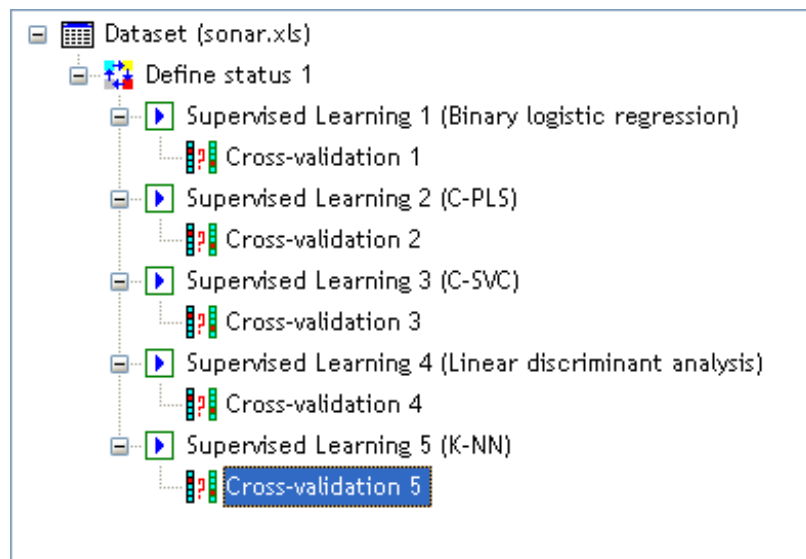 Dataset (sonar.xls)
Define status 1
Supervised Learning 1 (Binary logistic regression)
Cross-validation 1
Supervised Learning 2 (C-PLS)
Cross-validation 2
Supervised Learning 3 (C-SVC)
Cross-validation 3
Supervised Learning 4 (Linear discriminant analysis)
Cross-validation 4
Supervised Learning 5 (K-NN)
Cross-validation 5